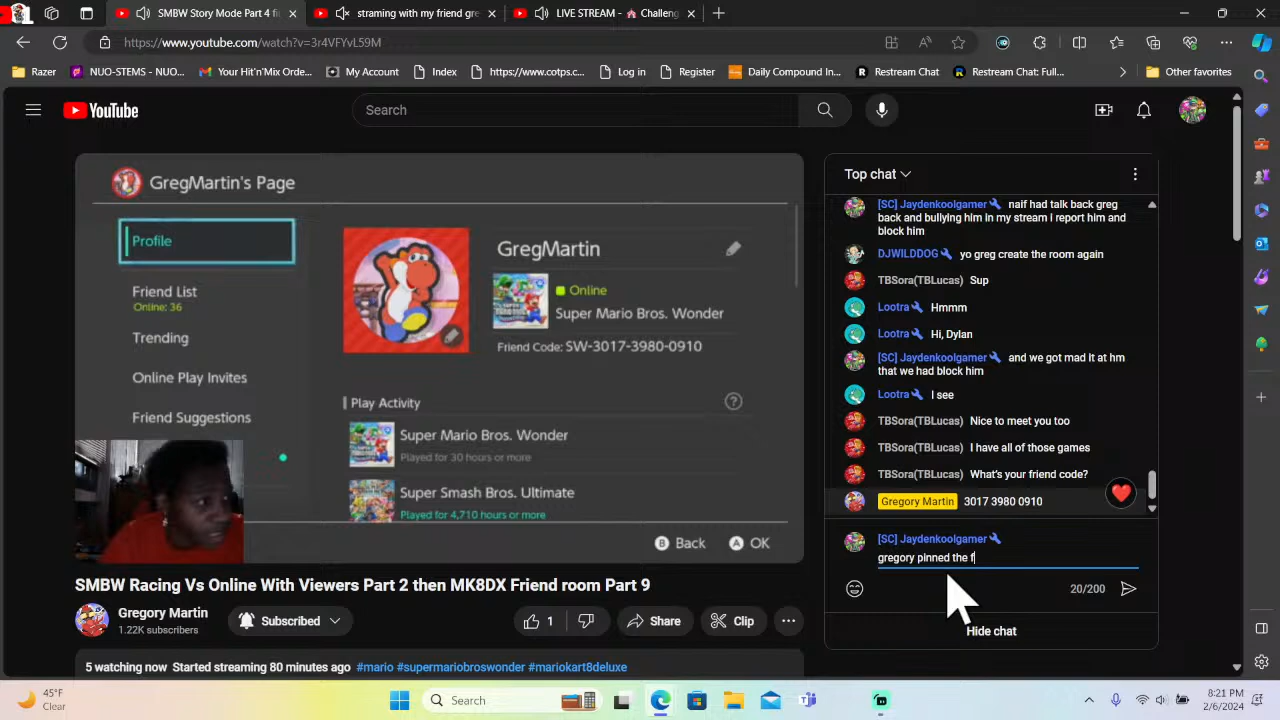 SMBW Story Mode Part 4 fi
straming with my friend gre
LIVE STREAM - 🏠 Challeng
https://www.youtube.com/watch?v=3r4VFYvL59M
Razer
NUO-STEMS - NUO...
Your Hit'n'Mix Orde...
My Account
Index
https://www.cotps.c...
Log in
Register
Daily Compound In...
Restream Chat
Restream Chat: Full...
Other favorites
YouTube
Search
GregMartin's Page
Profile
Friend List
Online: 36
Trending
Online Play Invites
Friend Suggestions
GregMartin
Online
Super Mario Bros. Wonder
Friend Code: SW-3017-3980-0910
Play Activity
Super Mario Bros. Wonder
Played for 30 hours or more
Super Smash Bros. Ultimate
Played for 4,710 hours or more
B Back A OK
SMBW Racing Vs Online With Viewers Part 2 then MK8DX Friend room Part 9
Gregory Martin
1.22K subscribers
Subscribed
1
Share
Clip
5 watching now Started streaming 80 minutes ago #mario #supermariobroswonder #mariokart8deluxe
Top chat
[SC] Jaydenkoolgamer naif had talk back greg
back and bullying him in my stream I report him and
block him
DJWILDDOG yo greg create the room again
TBSora(TBLucas) Sup
Lootra Hmmm
Lootra Hi, Dylan
[SC] Jaydenkoolgamer and we got mad it at hm
that we had block him
Lootra I see
TBSora(TBLucas) Nice to meet you too
TBSora(TBLucas) I have all of those games
TBSora(TBLucas) What's your friend code?
Gregory Martin 3017 3980 0910
[SC] Jaydenkoolgamer
gregory pinned the f
20/200
Hide chat
45°F
Clear
Search
8:21 PM
2/6/2024